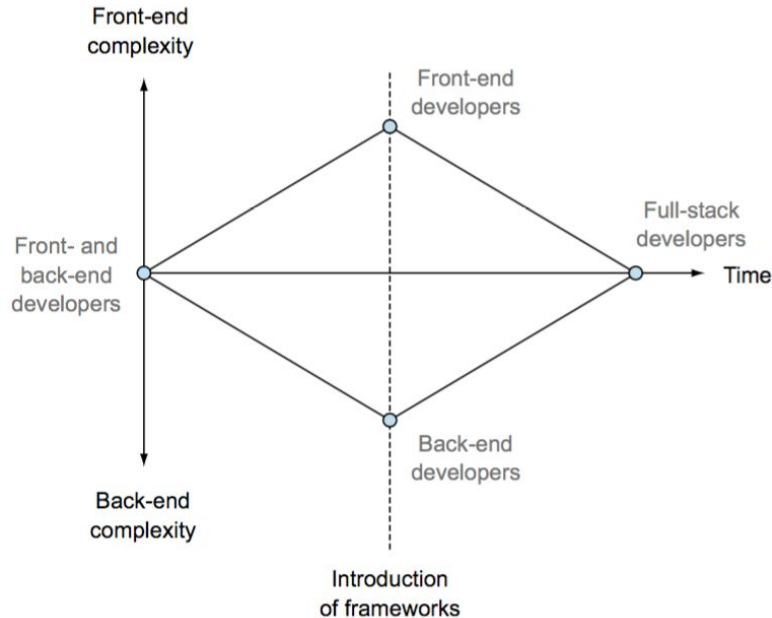 Front-end
complexity
Front-end
developers
Full-stack
developers
Front- and
back-end
developers
Time
Back-end
developers
Back-end
complexity
Introduction
of frameworks